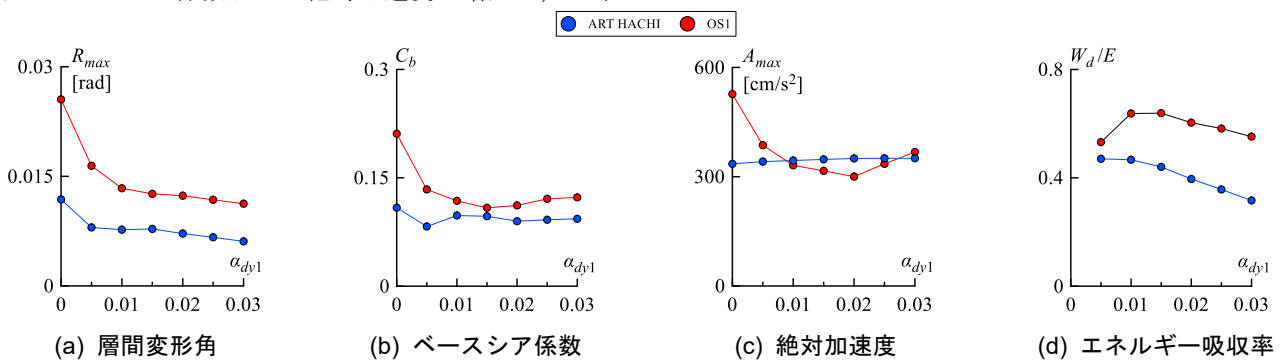 ART HACHI OS1
R_max
[rad]
0.03
0.015
0
α_dy1
0 0.01 0.02 0.03
(a) 層間変形角
C_b
0.3
0.15
0
α_dy1
0 0.01 0.02 0.03
(b) ベースシア係数
A_max
[cm/s²]
600
300
0
α_dy1
0 0.01 0.02 0.03
(c) 絶対加速度
W_d/E
0.8
0.4
0
α_dy1
0 0.01 0.02 0.03
(d) エネルギー吸収率